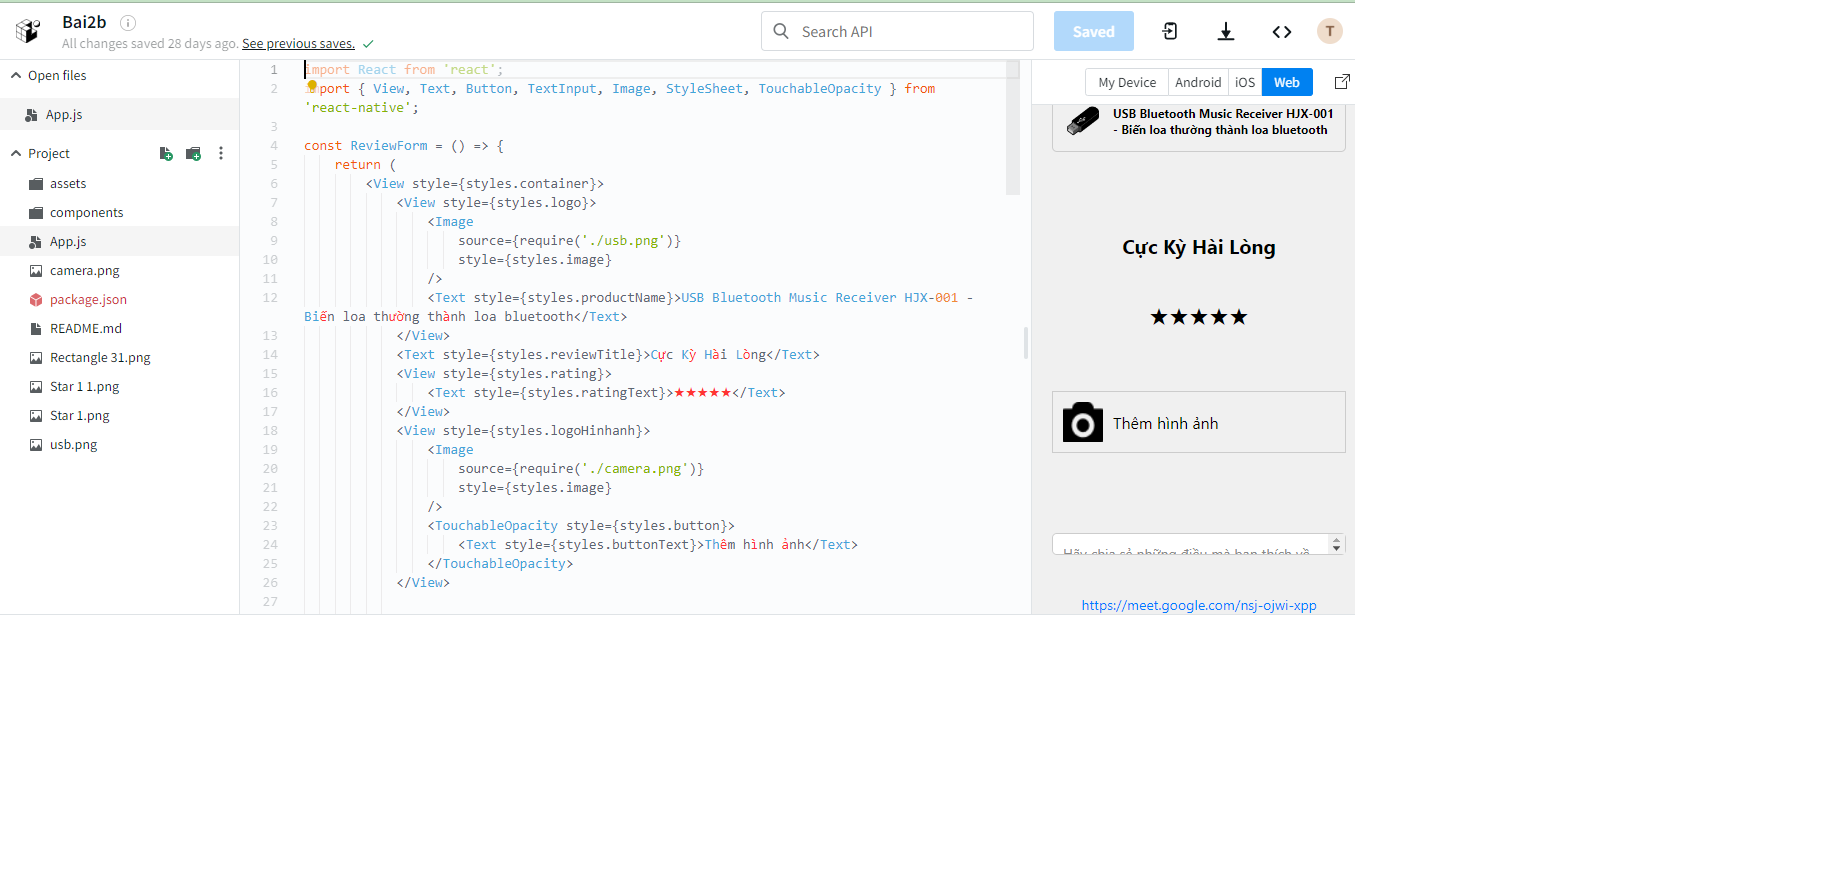 Bai2b
All changes saved 28 days ago. See previous saves.
Search API
Saved
T
Open files
App.js
Project
assets
components
App.js
camera.png
package.json
README.md
Rectangle 31.png
Star 1 1.png
Star 1.png
usb.png
1 import React from 'react';
2 import { View, Text, Button, TextInput, Image, StyleSheet, TouchableOpacity } from
'react-native';
3
4 const ReviewForm = () => {
5 return (
6 <View style={styles.container}>
7 <View style={styles.logo}>
8 <Image
9 source={require('./usb.png')}
10 style={styles.image}
11 />
12 <Text style={styles.productName}>USB Bluetooth Music Receiver HJX-001 -
Biến loa thường thành loa bluetooth</Text>
13 </View>
14 <Text style={styles.reviewTitle}>Cực Kỳ Hài Lòng</Text>
15 <View style={styles.rating}>
16 <Text style={styles.ratingText}>★★★★★</Text>
17 </View>
18 <View style={styles.logoHinhanh}>
19 <Image
20 source={require('./camera.png')}
21 style={styles.image}
22 />
23 <TouchableOpacity style={styles.button}>
24 <Text style={styles.buttonText}>Thêm hình ảnh</Text>
25 </TouchableOpacity>
26 </View>
27
My Device Android iOS Web
USB Bluetooth Music Receiver HJX-001
- Biến loa thường thành loa bluetooth
Cực Kỳ Hài Lòng
★★★★★
Thêm hình ảnh
Hãy chia sẻ những điều mà bạn thích về
https://meet.google.com/nsj-ojwi-xpp